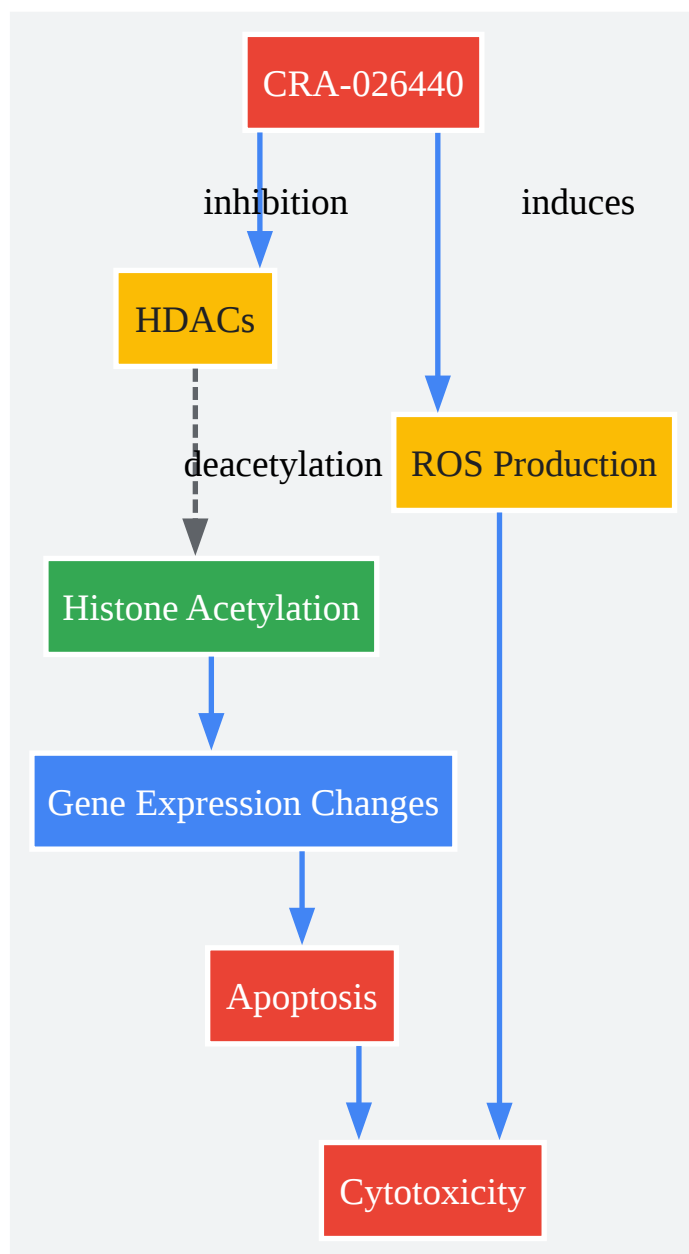 CRA-026440
inhibition
induces
HDACs
deacetylation
ROS Production
Histone Acetylation
Gene Expression Changes
Apoptosis
Cytotoxicity